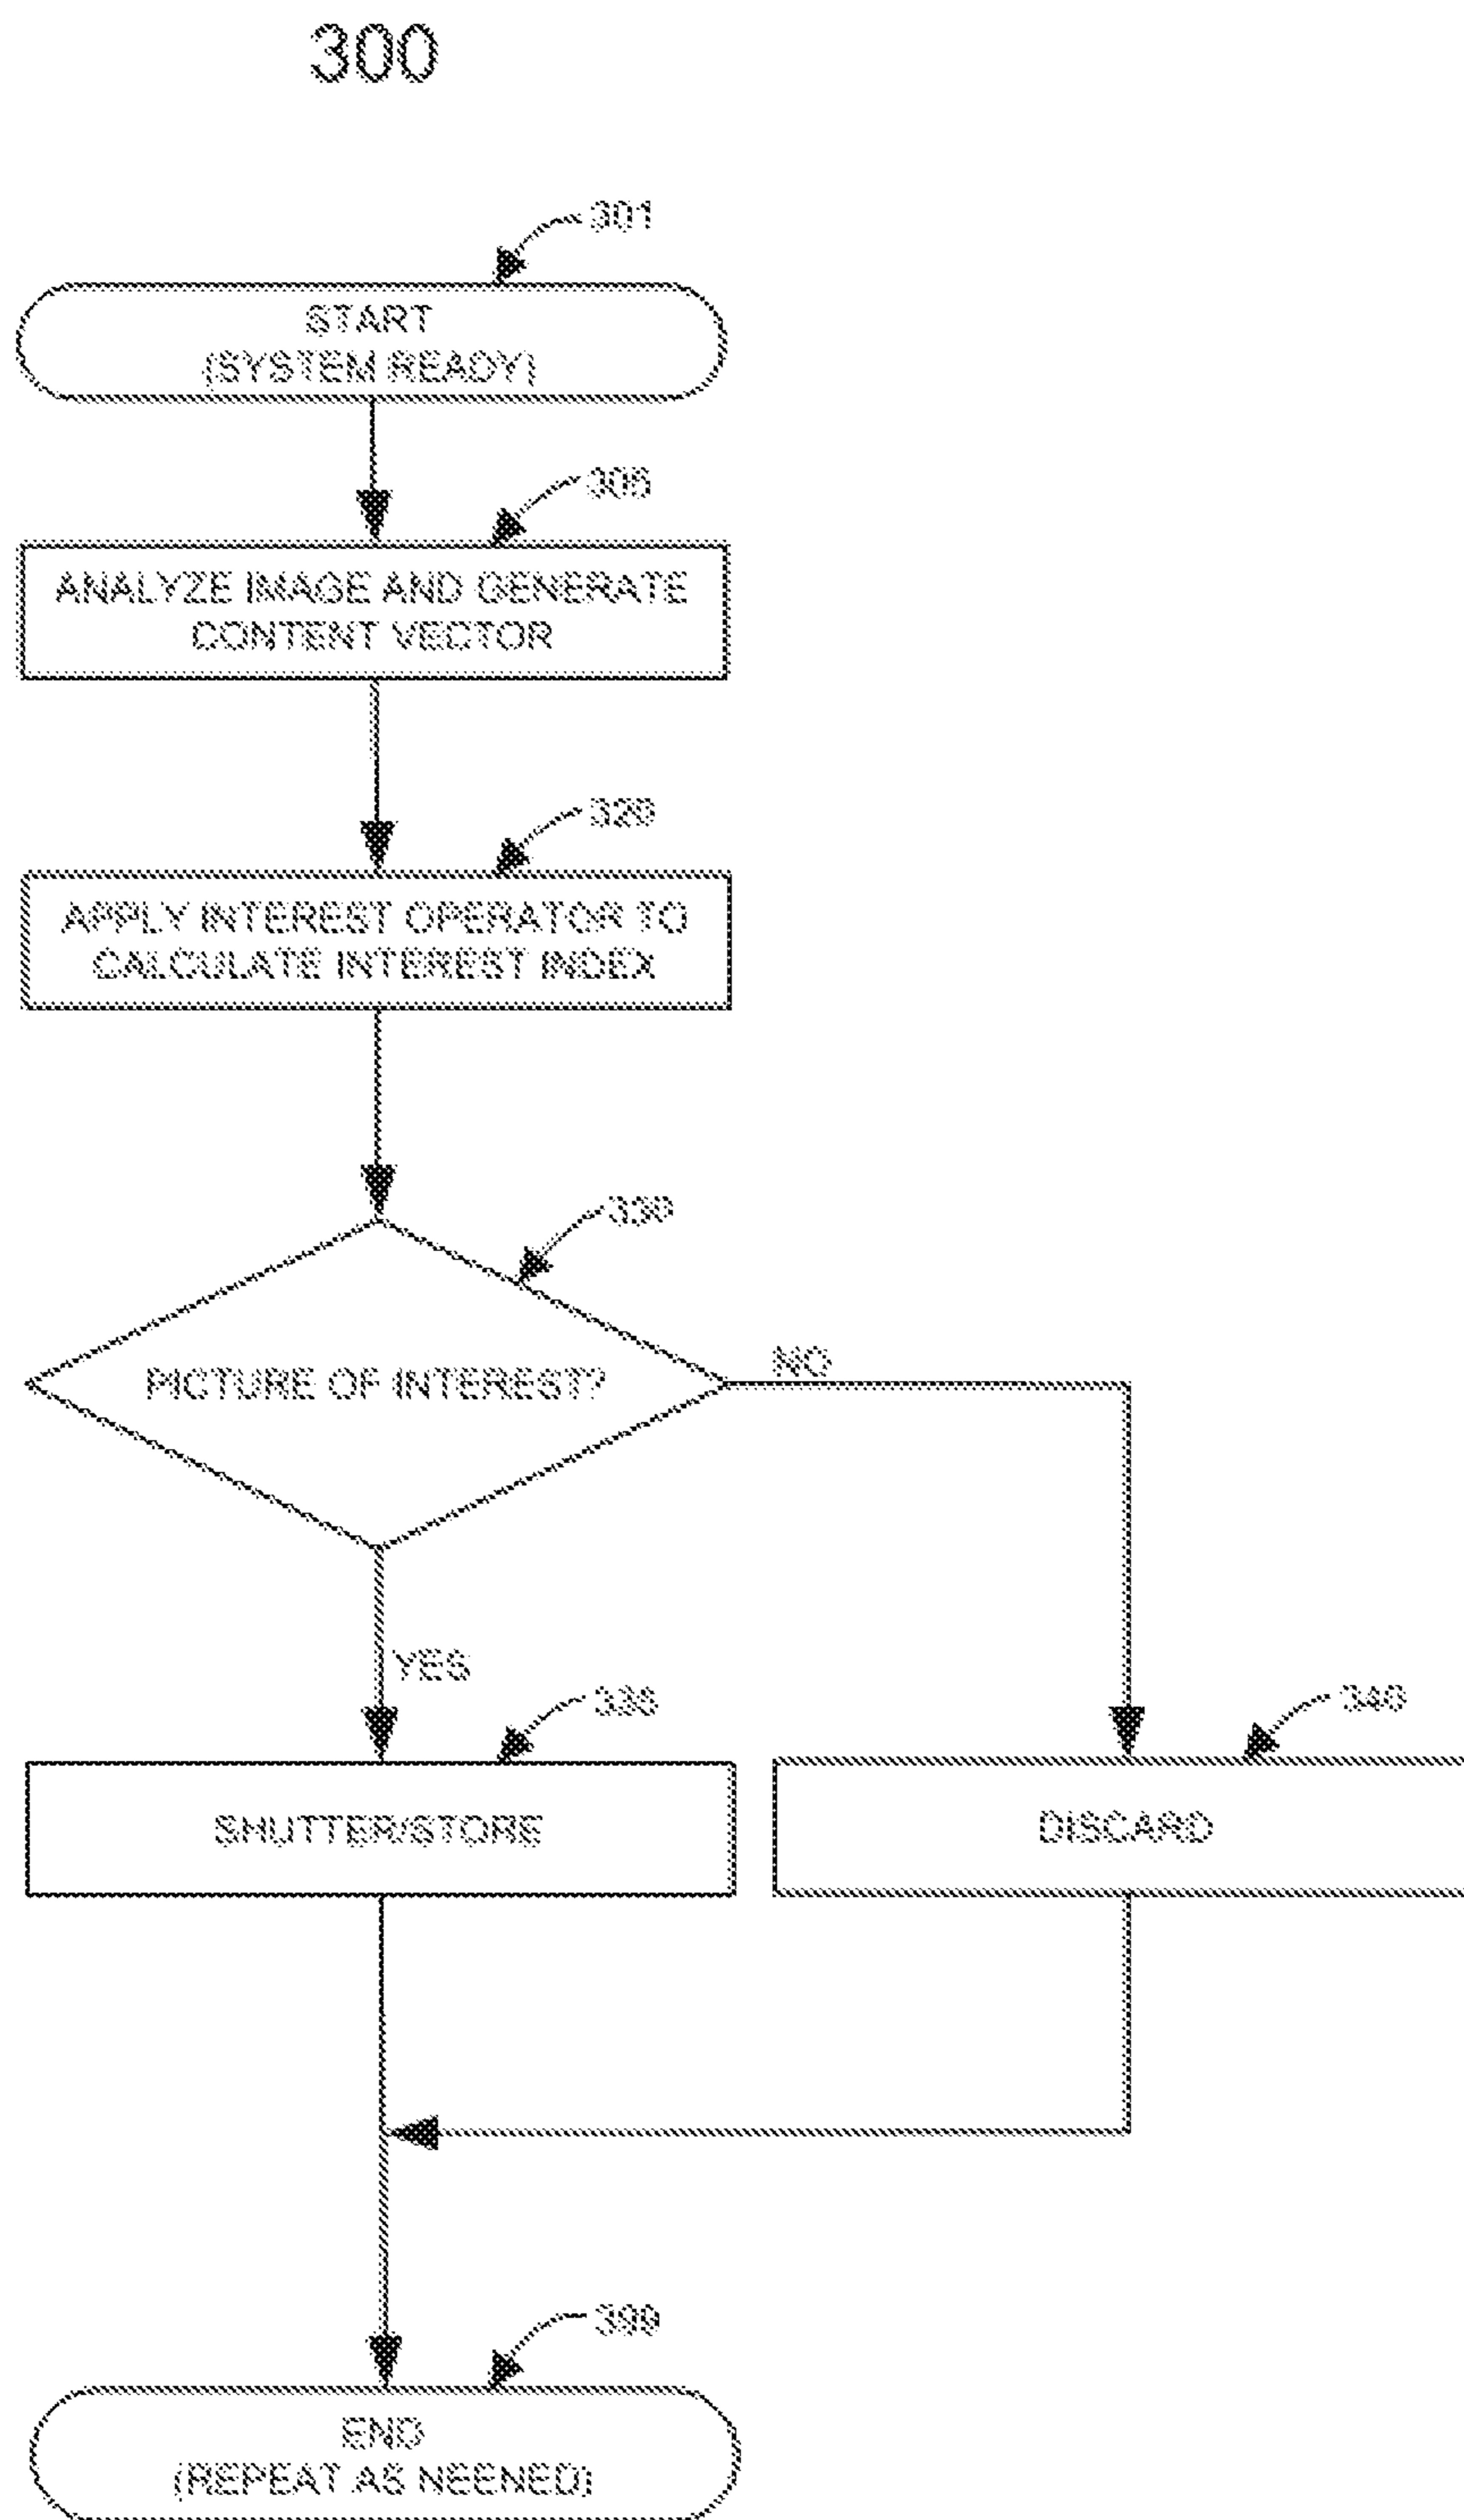 300
301
START
(SYSTEM READY)
305
ANALYZE IMAGE AND GENERATE
CONTENT VECTOR
320
APPLY INTEREST OPERATOR TO
CALCULATE INTEREST INDEX
330
PICTURE OF INTEREST?
NO
YES
335
340
SHUTTER/STORE
DISCARD
399
END
(REPEAT AS NEENED)